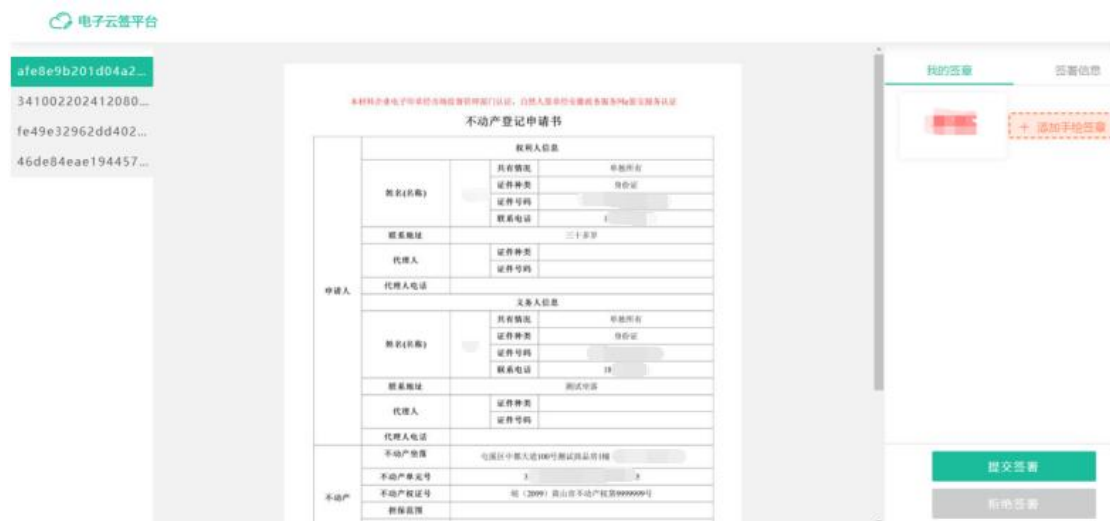 电子云签平台
afe8e9b201d04a2...
341002202412080...
fe49e32962dd402...
46de84eae194457...
不动产登记申请书
权利人信息
申请人
姓名(名称)
共有情况 单独所有
证件种类 身份证
证件号码
联系电话 1
联系地址
代理人
证件种类
证件号码
代理人电话
义务人信息
姓名(名称)
共有情况 单独所有
证件种类 身份证
证件号码
联系电话 18
联系地址
代理人
证件种类
证件号码
代理人电话
不动产
不动产坐落
不动产单元号 3
不动产权证号
担保范围
我的签章 签署信息
+ 添加手绘签章
提交签署
拒绝签署